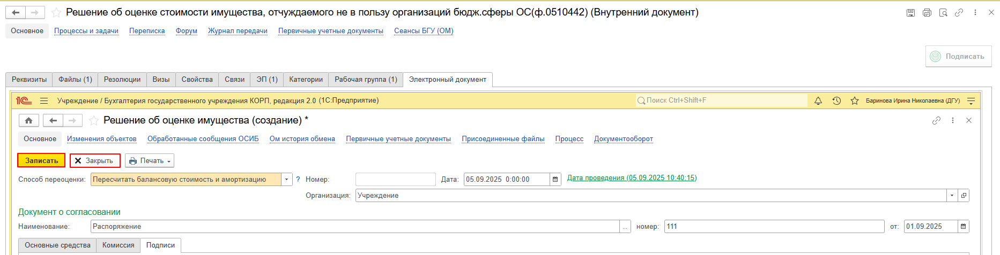 Решение об оценке стоимости имущества, отчуждаемого не в пользу организаций бюдж.сферы ОС(ф.0510442) (Внутренний документ)
Основное Процессы и задачи Переписка Форум Журнал передачи Первичные учетные документы Сеансы БГУ (ОМ)
Подписать
Реквизиты Файлы (1) Резолюции Визы Свойства Связи ЭП (1) Категории Рабочая группа (1) Электронный документ
1С Учреждение / Бухгалтерия государственного учреждения КОРП, редакция 2.0 (1С:Предприятие) Поиск Ctrl+Shift+F Баринова Ирина Николаевна (ДГУ)
Решение об оценке имущества (создание) *
Основное Изменения объектов Обработанные сообщения ОСИБ Ом история обмена Первичные учетные документы Присоединенные файлы Процесс Документооборот
Записать Закрыть Печать
Способ переоценки: Пересчитать балансовую стоимость и амортизацию ? Номер: Дата: 05.09.2025 0:00:00 Дата проведения (05.09.2025 10:40:15)
Организация: Учреждение
Документ о согласовании
Наименование: Распоряжение ... номер: 111 от: 01.09.2025
Основные средства Комиссия Подписи